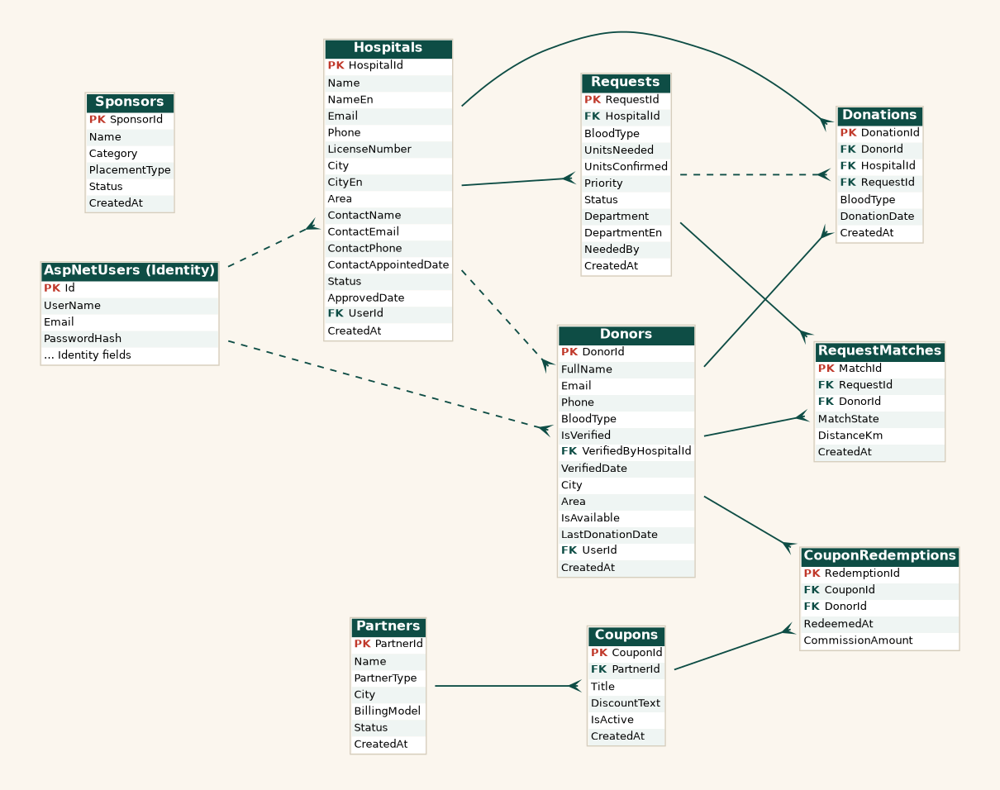 Sponsors
PK SponsorId
Name
Category
PlacementType
Status
CreatedAt
AspNetUsers (Identity)
PK Id
UserName
Email
PasswordHash
... Identity fields
Hospitals
PK HospitalId
Name
NameEn
Email
Phone
LicenseNumber
City
CityEn
Area
ContactName
ContactEmail
ContactPhone
ContactAppointedDate
Status
ApprovedDate
FK UserId
CreatedAt
Requests
PK RequestId
FK HospitalId
BloodType
UnitsNeeded
UnitsConfirmed
Priority
Status
Department
DepartmentEn
NeededBy
CreatedAt
Donations
PK DonationId
FK DonorId
FK HospitalId
FK RequestId
BloodType
DonationDate
CreatedAt
Donors
PK DonorId
FullName
Email
Phone
BloodType
IsVerified
FK VerifiedByHospitalId
VerifiedDate
City
Area
IsAvailable
LastDonationDate
FK UserId
CreatedAt
RequestMatches
PK MatchId
FK RequestId
FK DonorId
MatchState
DistanceKm
CreatedAt
CouponRedemptions
PK RedemptionId
FK CouponId
FK DonorId
RedeemedAt
CommissionAmount
Partners
PK PartnerId
Name
PartnerType
City
BillingModel
Status
CreatedAt
Coupons
PK CouponId
FK PartnerId
Title
DiscountText
IsActive
CreatedAt